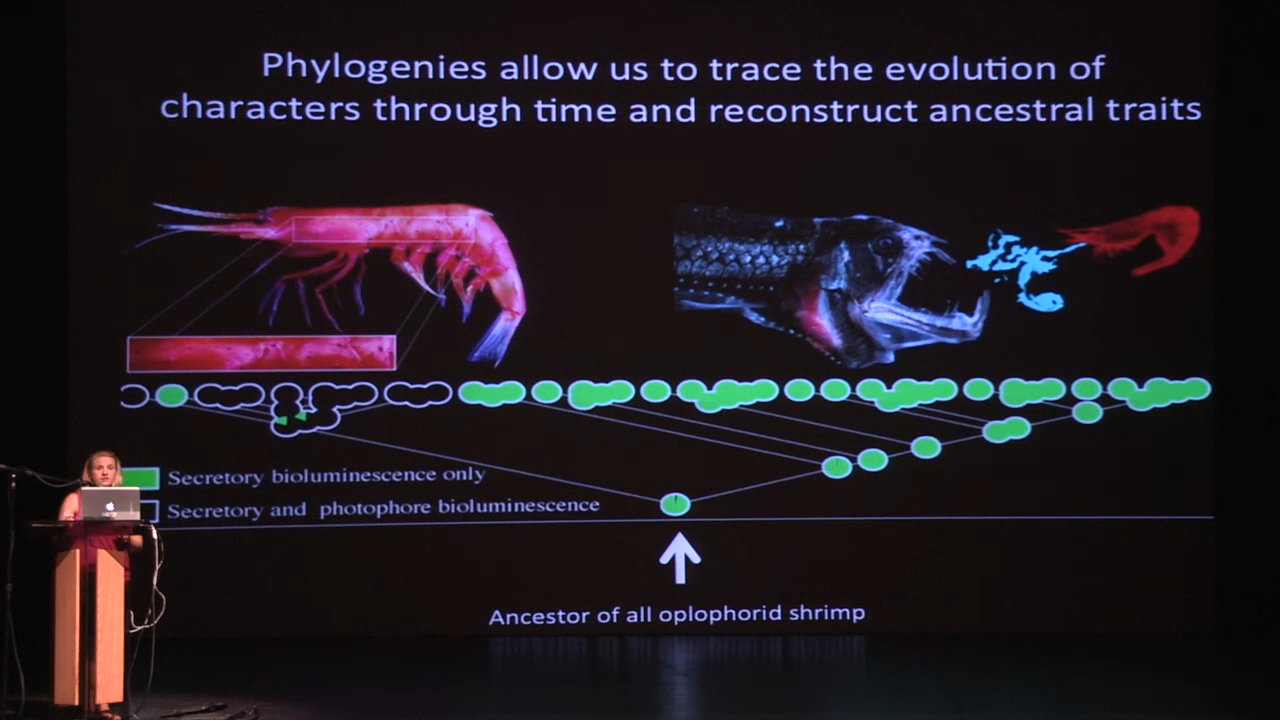 Phylogenies allow us to trace the evolution of
characters through time and reconstruct ancestral traits
Secretory bioluminescence only
Secretory and photophore bioluminescence
Ancestor of all oplophorid shrimp